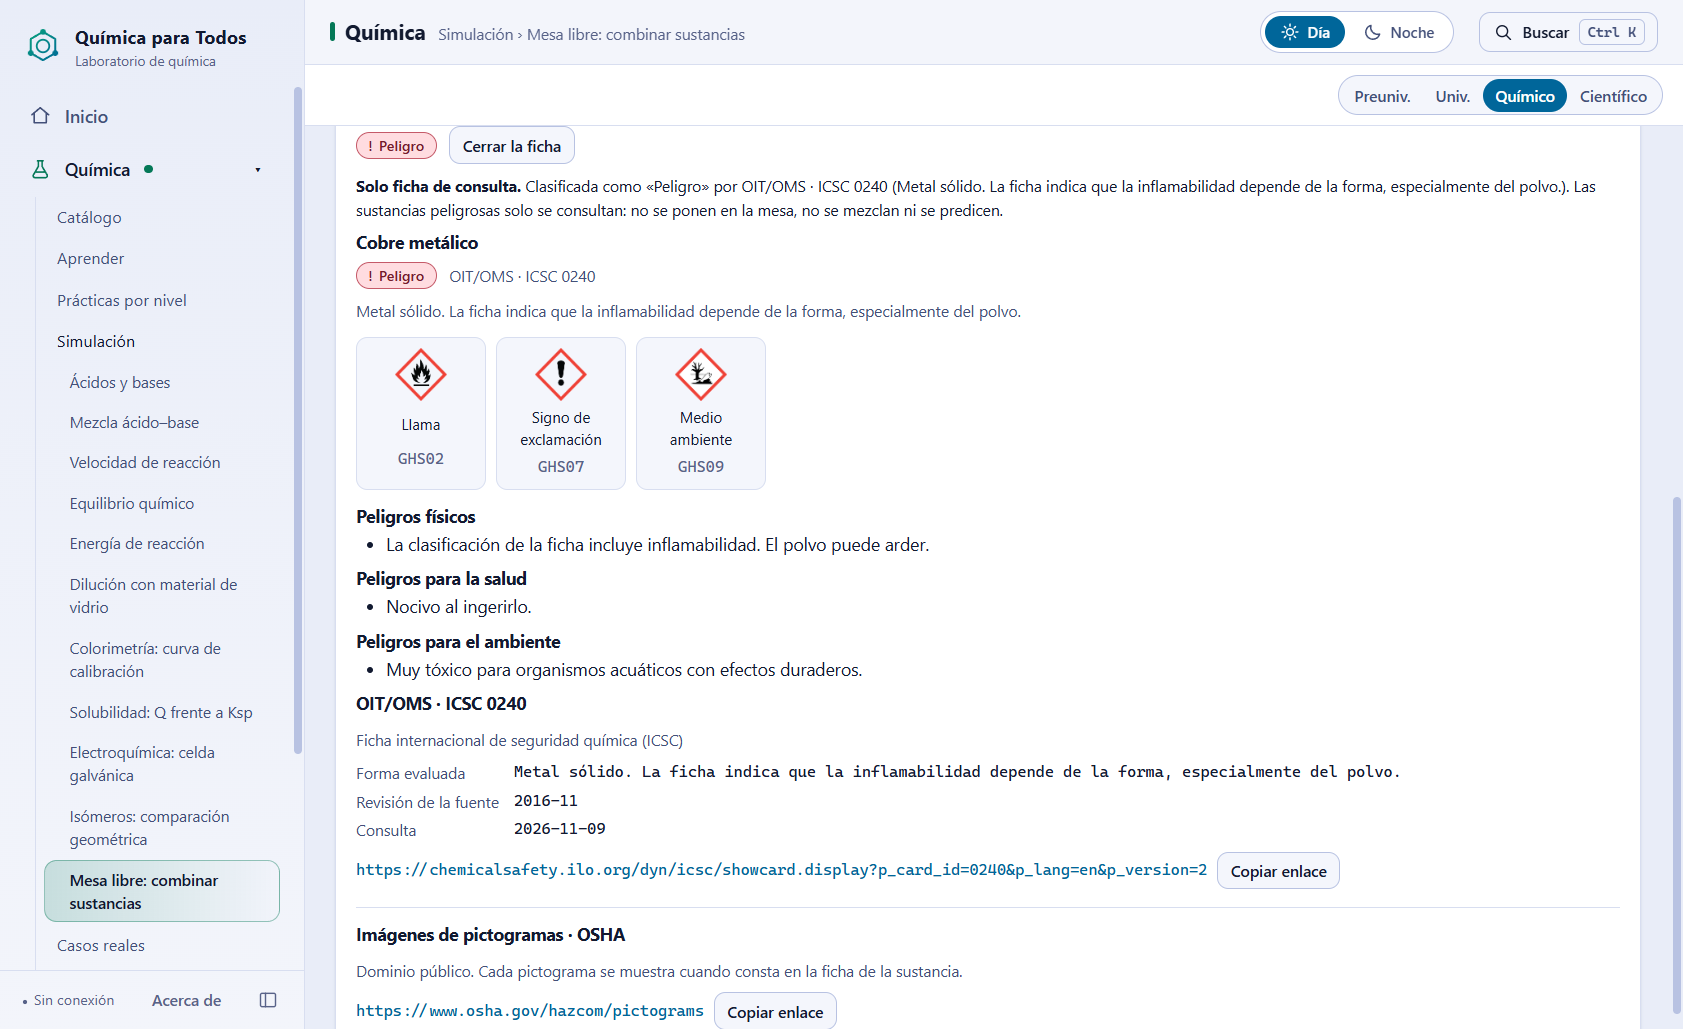 Química para Todos
Laboratorio de química
Inicio
Química
Catálogo
Aprender
Prácticas por nivel
Simulación
Ácidos y bases
Mezcla ácido–base
Velocidad de reacción
Equilibrio químico
Energía de reacción
Dilución con material de
vidrio
Colorimetría: curva de
calibración
Solubilidad: Q frente a Ksp
Electroquímica: celda
galvánica
Isómeros: comparación
geométrica
Mesa libre: combinar
sustancias
Casos reales
Sin conexión
Acerca de
Química Simulación › Mesa libre: combinar sustancias
Día Noche
Buscar Ctrl K
Preuniv. Univ. Químico Científico
! Peligro Cerrar la ficha
Solo ficha de consulta. Clasificada como «Peligro» por OIT/OMS · ICSC 0240 (Metal sólido. La ficha indica que la inflamabilidad depende de la forma, especialmente del polvo.). Las
sustancias peligrosas solo se consultan: no se ponen en la mesa, no se mezclan ni se predicen.
Cobre metálico
! Peligro OIT/OMS · ICSC 0240
Metal sólido. La ficha indica que la inflamabilidad depende de la forma, especialmente del polvo.
Llama
GHS02
Signo de
exclamación
GHS07
Medio
ambiente
GHS09
Peligros físicos
• La clasificación de la ficha incluye inflamabilidad. El polvo puede arder.
Peligros para la salud
• Nocivo al ingerirlo.
Peligros para el ambiente
• Muy tóxico para organismos acuáticos con efectos duraderos.
OIT/OMS · ICSC 0240
Ficha internacional de seguridad química (ICSC)
Forma evaluada Metal sólido. La ficha indica que la inflamabilidad depende de la forma, especialmente del polvo.
Revisión de la fuente 2016-11
Consulta 2026-11-09
https://chemicalsafety.ilo.org/dyn/icsc/showcard.display?p_card_id=0240&p_lang=en&p_version=2 Copiar enlace
Imágenes de pictogramas · OSHA
Dominio público. Cada pictograma se muestra cuando consta en la ficha de la sustancia.
https://www.osha.gov/hazcom/pictograms Copiar enlace